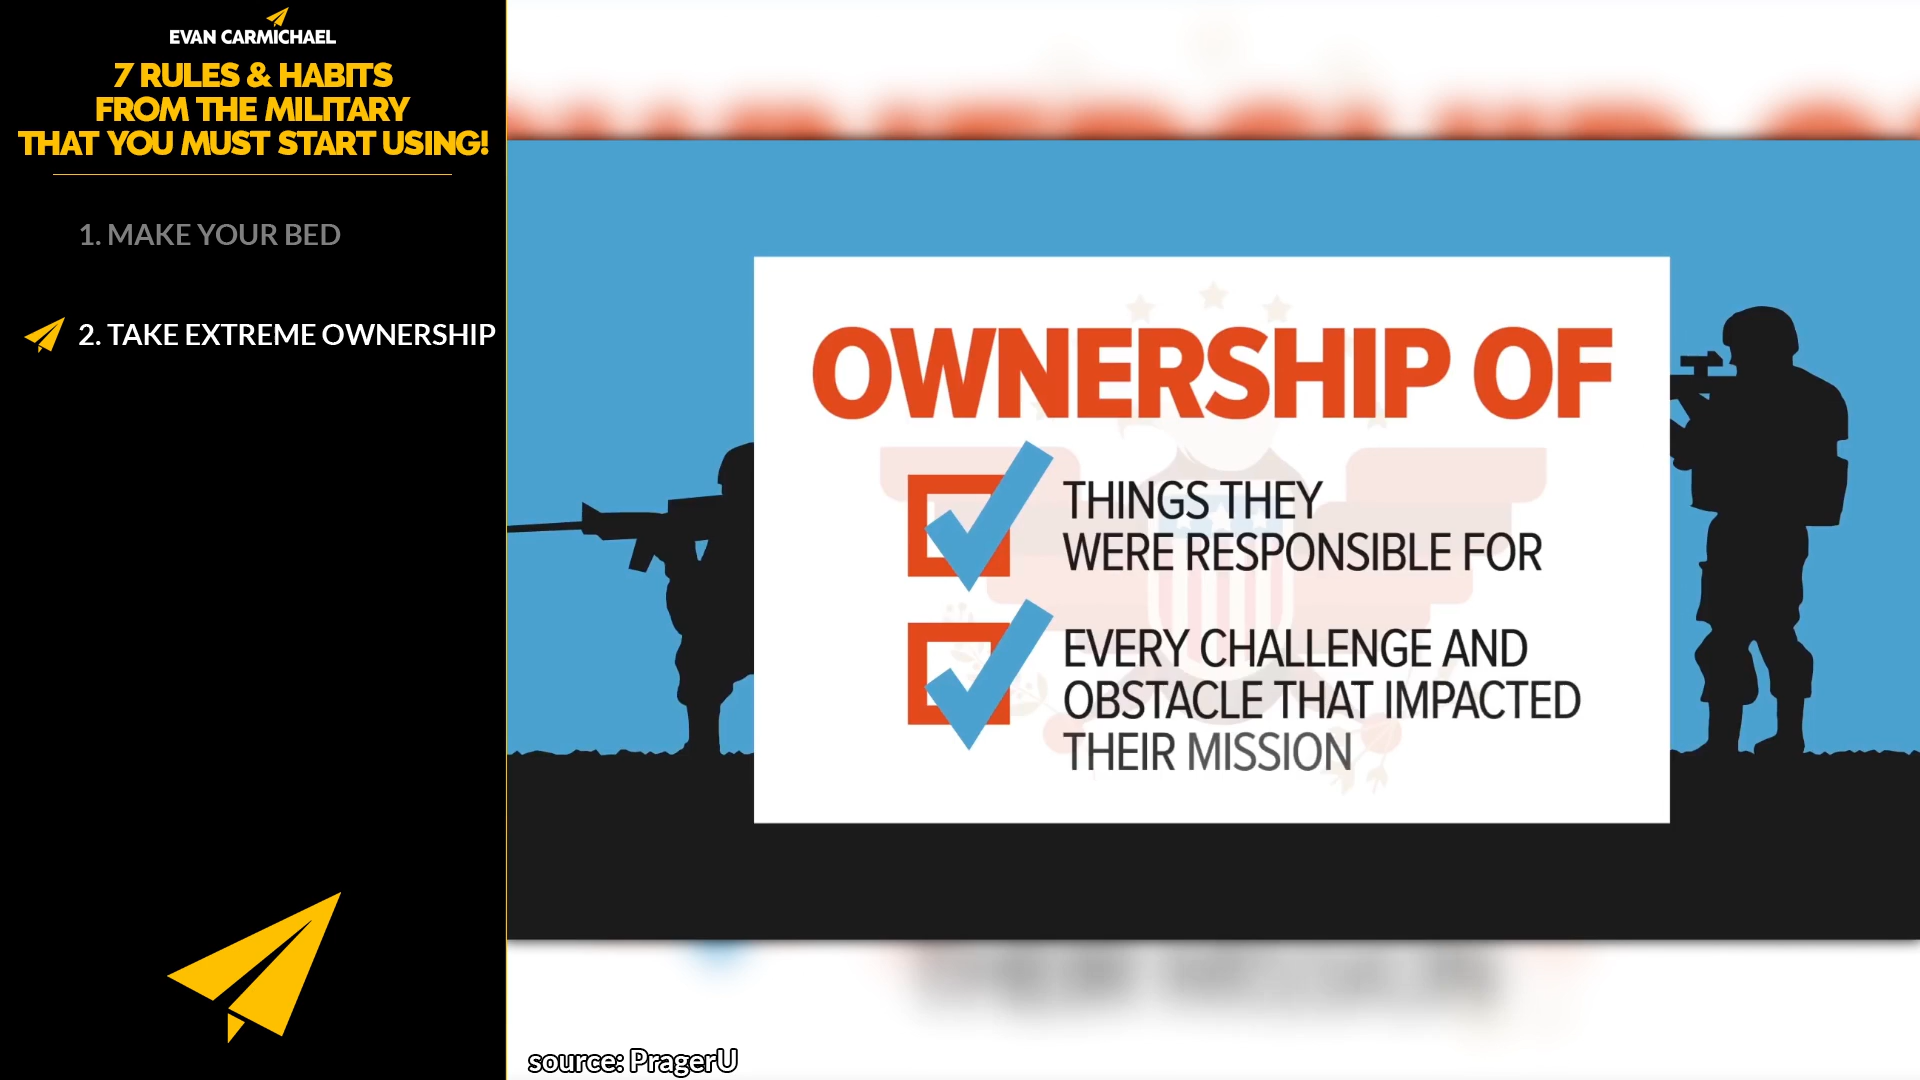 EVAN CARMICHAEL
7 RULES & HABITS
FROM THE MILITARY
THAT YOU MUST START USING!
1. MAKE YOUR BED
2. TAKE EXTREME OWNERSHIP
OWNERSHIP OF
THINGS THEY
WERE RESPONSIBLE FOR
EVERY CHALLENGE AND
OBSTACLE THAT IMPACTED
THEIR MISSION
source: PragerU